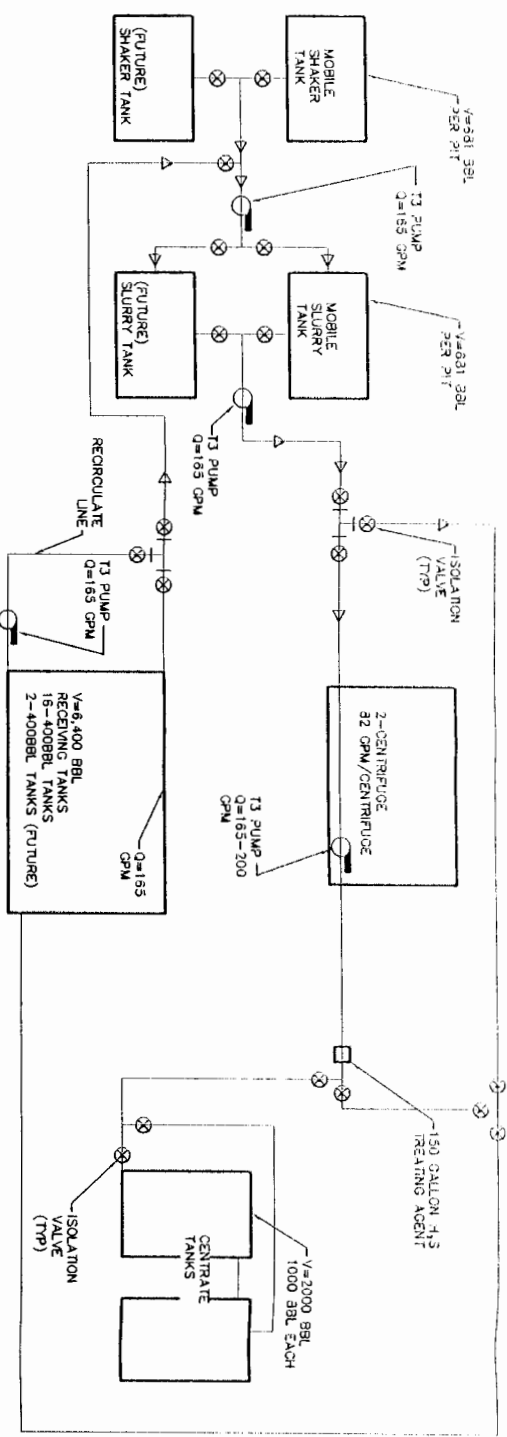 V=681 BBL
PER PIT
MOBILE
SHAKER
TANK
(FUTURE)
SHAKER TANK
T3 PUMP
Q=165 GPM
V=681 BBL
PER PIT
MOBILE
SLURRY
TANK
(FUTURE)
SLURRY TANK
T3 PUMP
Q=165 GPM
ISOLATION
VALVE
(TYP)
RECIRCULATE
LINE
T3 PUMP
Q=165 GPM
2-CENTRIFUGE
82 GPM/CENTRIFUGE
T3 PUMP
Q=165-200
GPM
Q=165
GPM
V=6,400 BBL
RECEIVING TANKS
16-400BBL TANKS
2-400BBL TANKS (FUTURE)
150 GALLON H,S
TREATING AGENT
V=2000 BBL
1000 BBL EACH
CENTRATE
TANKS
ISOLATION
VALVE
(TYP)